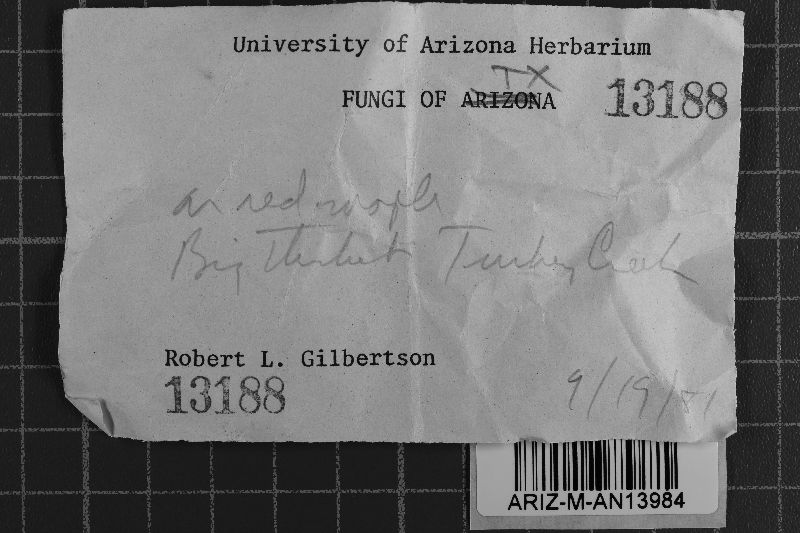 University of Arizona Herbarium
TX
FUNGI OF ARIZONA 13188
on red maple
Big Thicket Turkey Creek
Robert L. Gilbertson
13188
9/19/81
ARIZ-M-AN13984